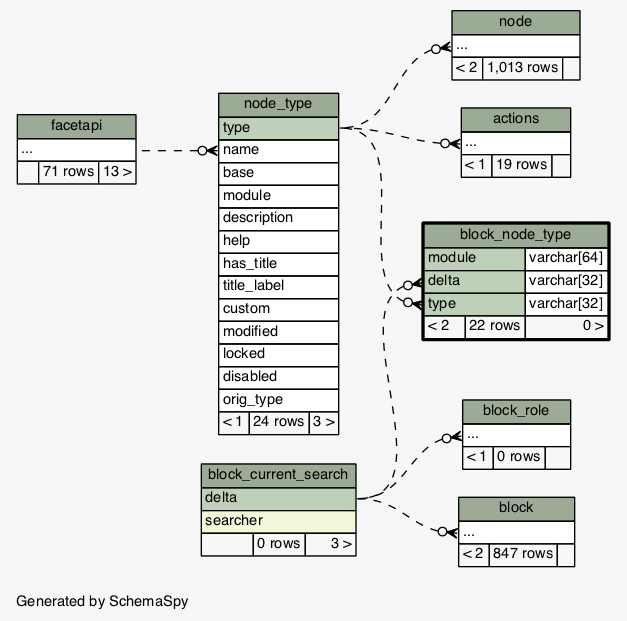 node
...
< 2 1,013 rows
node_type
type
name
base
module
description
help
has_title
title_label
custom
modified
locked
disabled
orig_type
< 1 24 rows 3 >
facetapi
...
71 rows 13 >
actions
...
< 1 19 rows
block_node_type
module varchar[64]
delta varchar[32]
type varchar[32]
< 2 22 rows 0 >
block_role
...
< 1 0 rows
block_current_search
delta
searcher
0 rows 3 >
block
...
< 2 847 rows
Generated by SchemaSpy